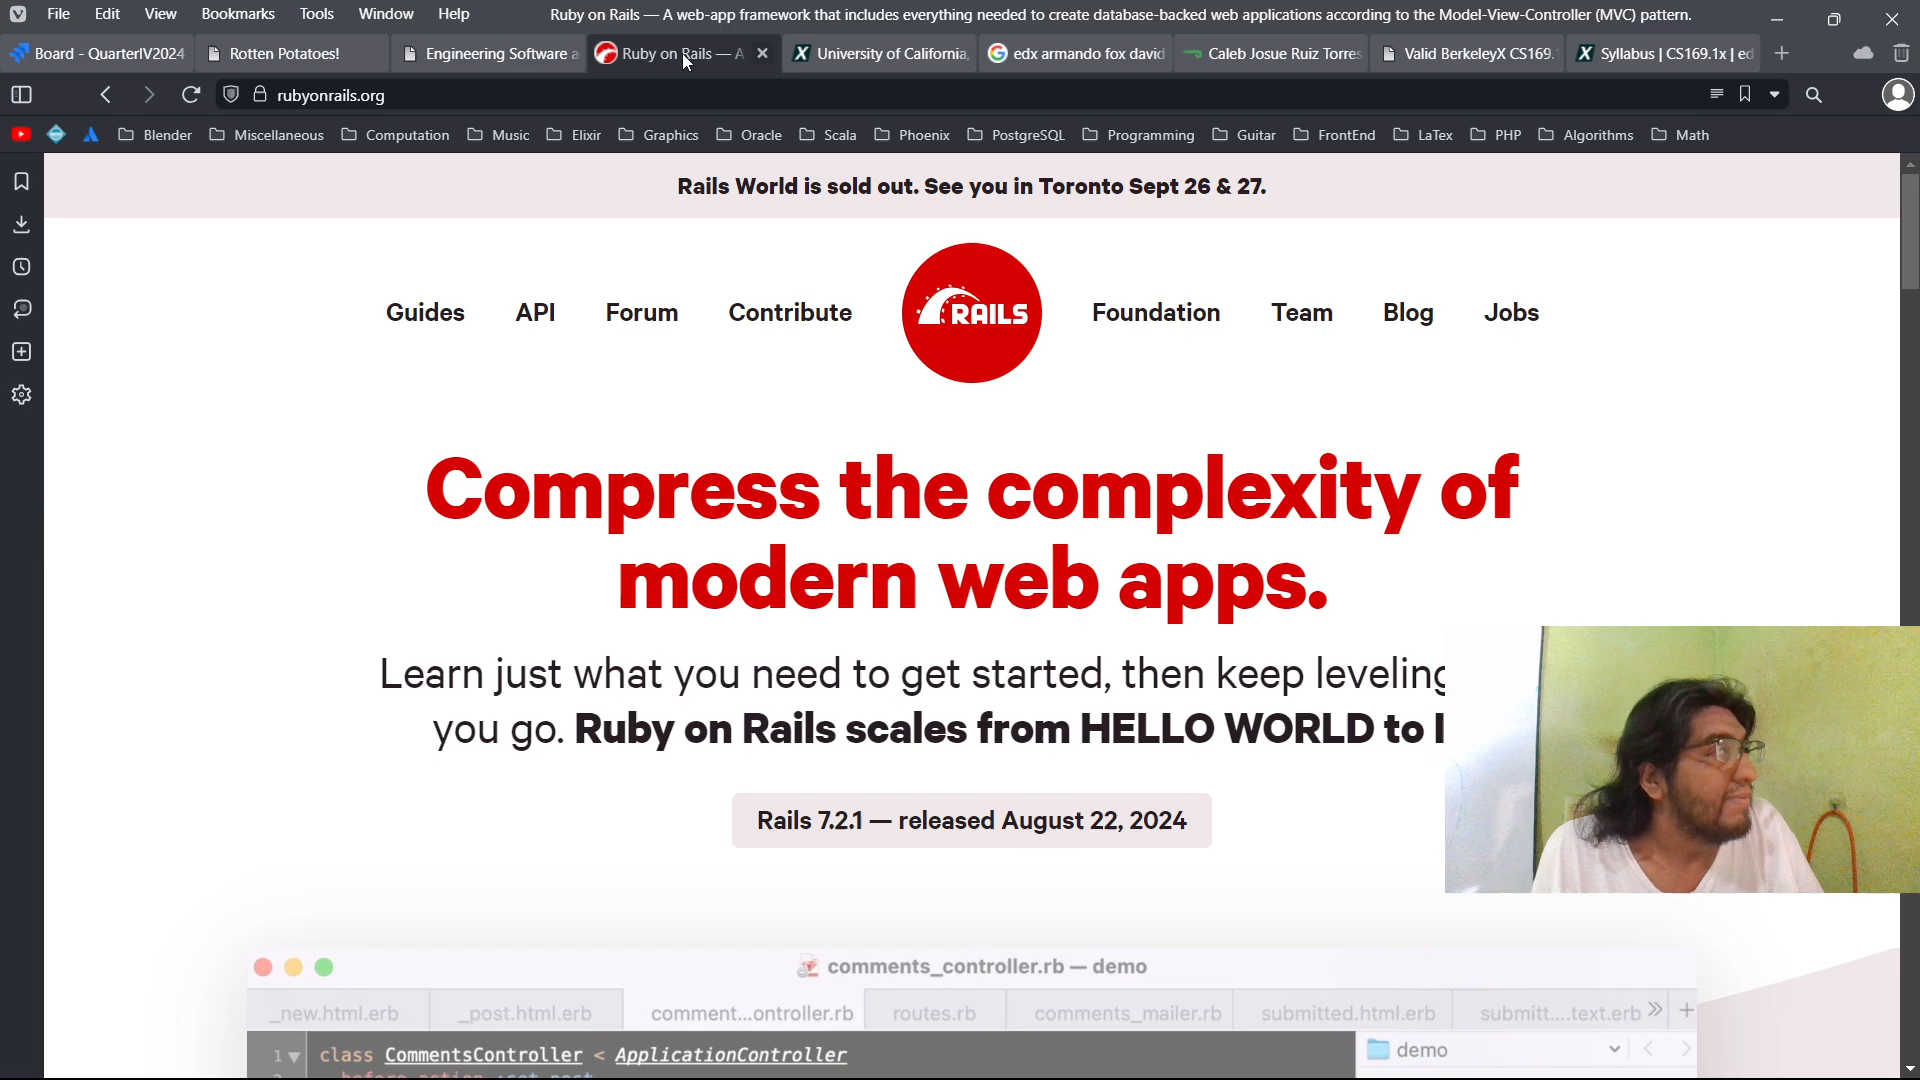 File Edit View Bookmarks Tools Window Help Ruby on Rails — A web-app framework that includes everything needed to create database-backed web applications according to the Model-View-Controller (MVC) pattern.
Board - QuarterIV2024 Rotten Potatoes! Engineering Software a Ruby on Rails — A University of California, edx armando fox david Caleb Josue Ruiz Torres Valid BerkeleyX CS169. Syllabus | CS169.1x | ed
rubyonrails.org
Blender Miscellaneous Computation Music Elixir Graphics Oracle Scala Phoenix PostgreSQL Programming Guitar FrontEnd LaTex PHP Algorithms Math
Rails World is sold out. See you in Toronto Sept 26 & 27.
Guides API Forum Contribute RAILS Foundation Team Blog Jobs
Compress the complexity of
modern web apps.
Learn just what you need to get started, then keep leveling
you go. Ruby on Rails scales from HELLO WORLD to I
Rails 7.2.1 — released August 22, 2024
comments_controller.rb — demo
_new.html.erb _post.html.erb comment...ontroller.rb routes.rb comments_mailer.rb submitted.html.erb submitt....text.erb
1 class CommentsController < ApplicationController
demo